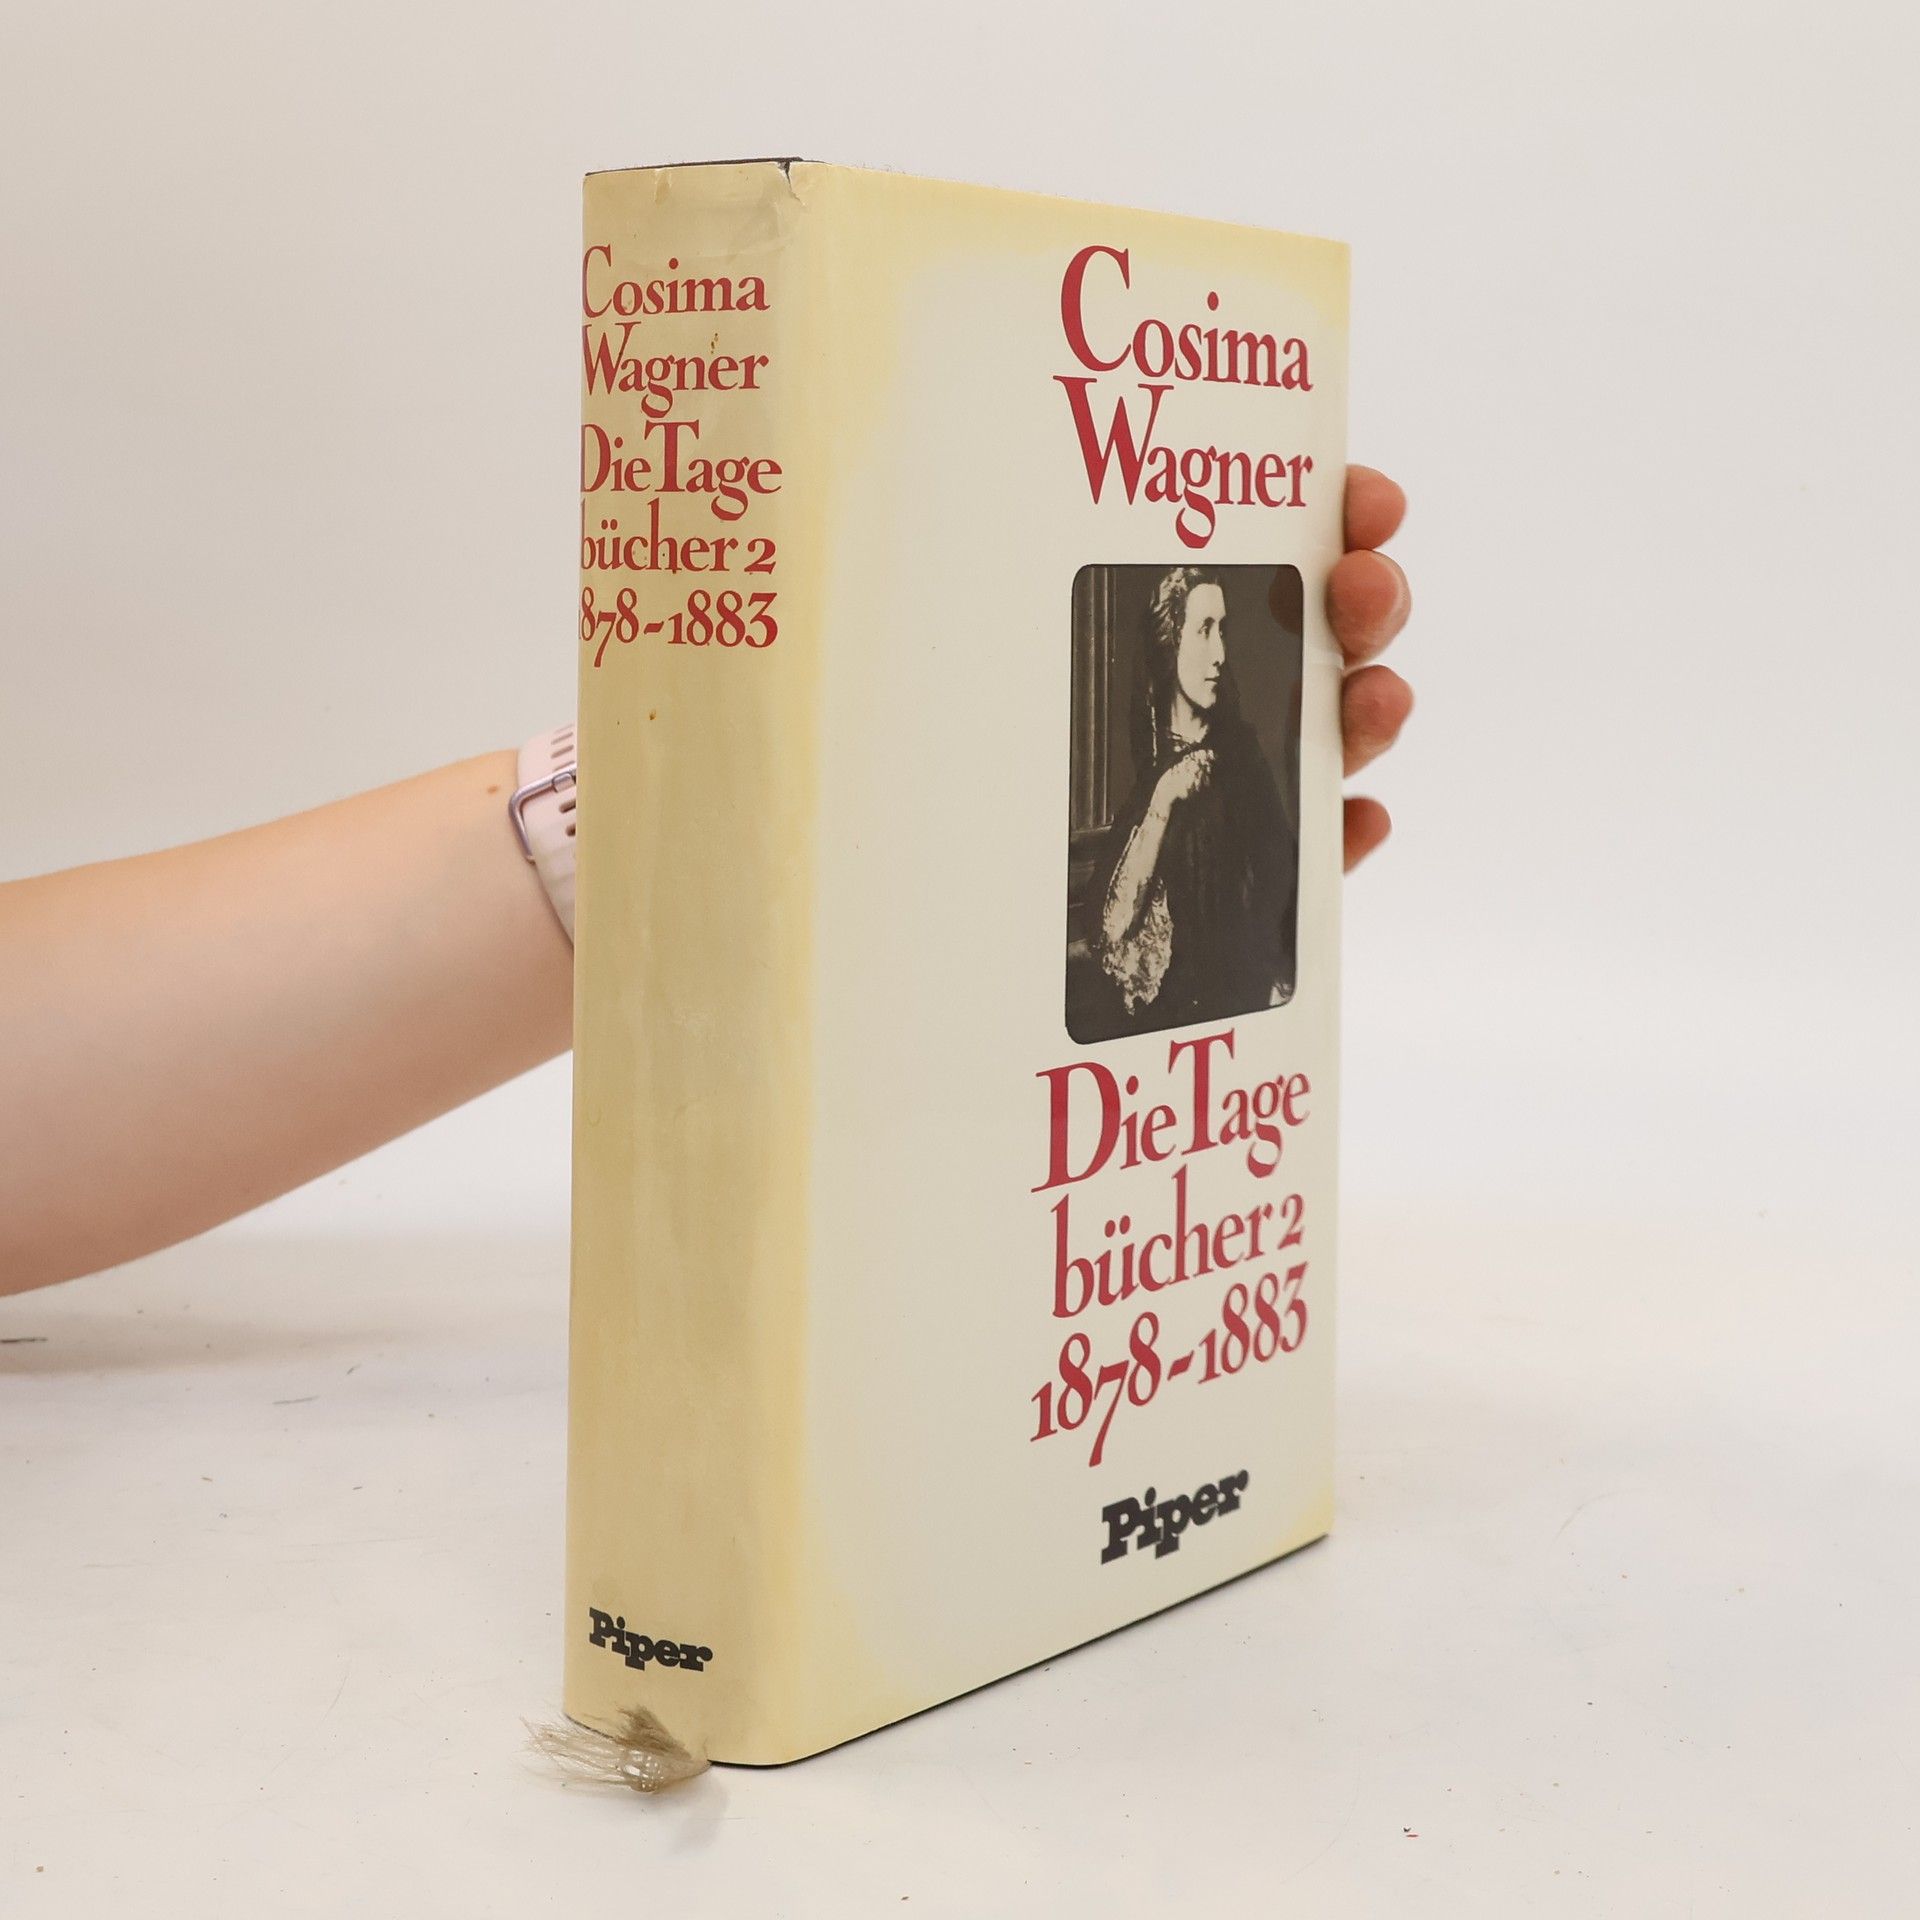 Cosima
Wagner
Die Tage
bücher 2
1878-1883
Piper
Cosima
Wagner
Die Tage
bücher 2
1878-1883
Piper